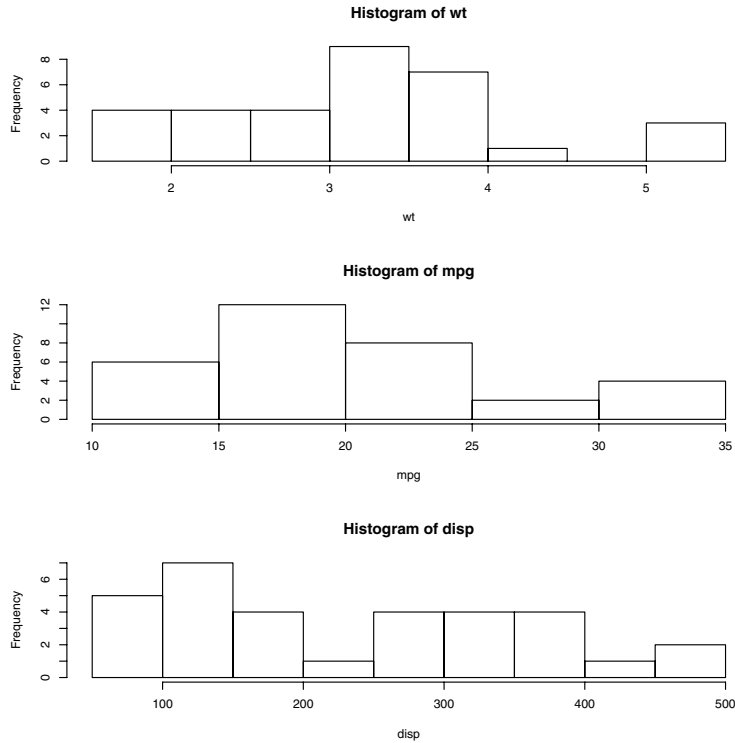 Histogram of wt
Frequency
0 2 4 6 8
2 3 4 5
wt
Histogram of mpg
Frequency
0 2 4 6 8 12
10 15 20 25 30 35
mpg
Histogram of disp
Frequency
0 2 4 6
100 200 300 400 500
disp